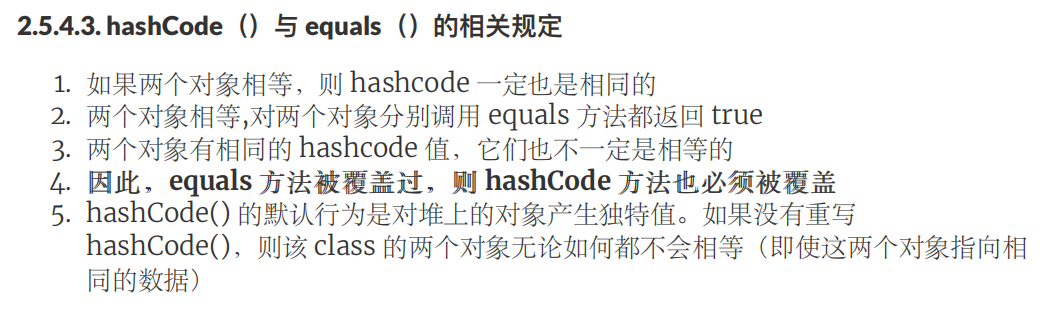 2.5.4.3. hashCode（）与 equals（）的相关规定
1. 如果两个对象相等，则 hashcode 一定也是相同的
2. 两个对象相等,对两个对象分别调用 equals 方法都返回 true
3. 两个对象有相同的 hashcode 值，它们也不一定是相等的
4. 因此，equals 方法被覆盖过，则 hashCode 方法也必须被覆盖
5. hashCode() 的默认行为是对堆上的对象产生独特值。如果没有重写
hashCode()，则该 class 的两个对象无论如何都不会相等（即使这两个对象指向相
同的数据）